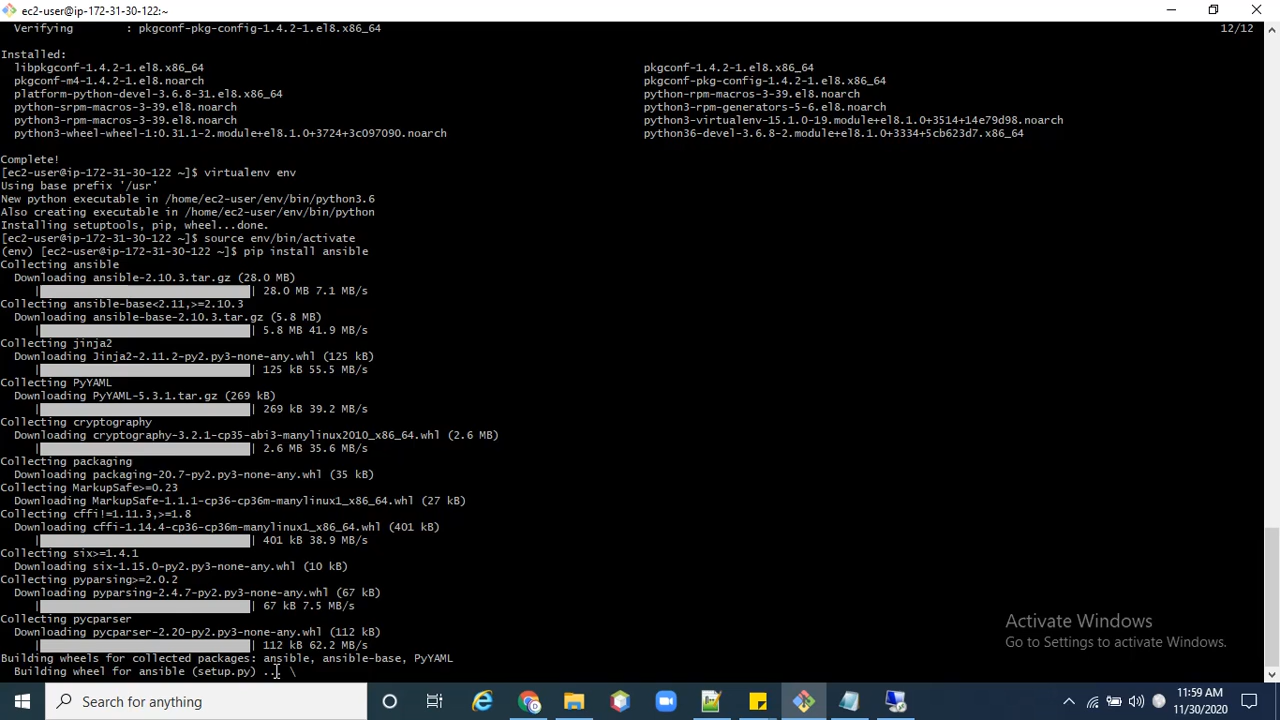 ec2-user@ip-172-31-30-122:~
Verifying        : pkgconf-pkg-config-1.4.2-1.el8.x86_64                12/12
Installed:
libpkgconf-1.4.2-1.el8.x86_64                pkgconf-1.4.2-1.el8.x86_64
pkgconf-m4-1.4.2-1.el8.noarch                pkgconf-pkg-config-1.4.2-1.el8.x86_64
platform-python-devel-3.6.8-31.el8.x86_64                python-rpm-macros-3-39.el8.noarch
python-srpm-macros-3-39.el8.noarch                python3-rpm-generators-5-6.el8.noarch
python3-rpm-macros-3-39.el8.noarch                python3-virtualenv-15.1.0-19.module+el8.1.0+3514+14e79d98.noarch
python3-wheel-wheel-1:0.31.1-2.module+el8.1.0+3724+3c097090.noarch                python36-devel-3.6.8-2.module+el8.1.0+3334+5cb623d7.x86_64
Complete!
[ec2-user@ip-172-31-30-122 ~]$ virtualenv env
Using base prefix '/usr'
New python executable in /home/ec2-user/env/bin/python3.6
Also creating executable in /home/ec2-user/env/bin/python
Installing setuptools, pip, wheel...done.
[ec2-user@ip-172-31-30-122 ~]$ source env/bin/activate
(env) [ec2-user@ip-172-31-30-122 ~]$ pip install ansible
Collecting ansible
Downloading ansible-2.10.3.tar.gz (28.0 MB)
|                | 28.0 MB 7.1 MB/s
Collecting ansible-base<2.11,>=2.10.3
Downloading ansible-base-2.10.3.tar.gz (5.8 MB)
|                | 5.8 MB 41.9 MB/s
Collecting jinja2
Downloading Jinja2-2.11.2-py2.py3-none-any.whl (125 kB)
|                | 125 kB 55.5 MB/s
Collecting PyYAML
Downloading PyYAML-5.3.1.tar.gz (269 kB)
|                | 269 kB 39.2 MB/s
Collecting cryptography
Downloading cryptography-3.2.1-cp35-abi3-manylinux2010_x86_64.whl (2.6 MB)
|                | 2.6 MB 35.6 MB/s
Collecting packaging
Downloading packaging-20.7-py2.py3-none-any.whl (35 kB)
Collecting MarkupSafe>=0.23
Downloading MarkupSafe-1.1.1-cp36-cp36m-manylinux1_x86_64.whl (27 kB)
Collecting cffi!=1.11.3,>=1.8
Downloading cffi-1.14.4-cp36-cp36m-manylinux1_x86_64.whl (401 kB)
|                | 401 kB 38.9 MB/s
Collecting six>=1.4.1
Downloading six-1.15.0-py2.py3-none-any.whl (10 kB)
Collecting pyparsing>=2.0.2
Downloading pyparsing-2.4.7-py2.py3-none-any.whl (67 kB)
|                | 67 kB 7.5 MB/s
Collecting pycparser
Downloading pycparser-2.20-py2.py3-none-any.whl (112 kB)
|                | 112 kB 62.2 MB/s
Building wheels for collected packages: ansible, ansible-base, PyYAML
Building wheel for ansible (setup.py) ... \
Activate Windows
Go to Settings to activate Windows.
Search for anything
11:59 AM
11/30/2020